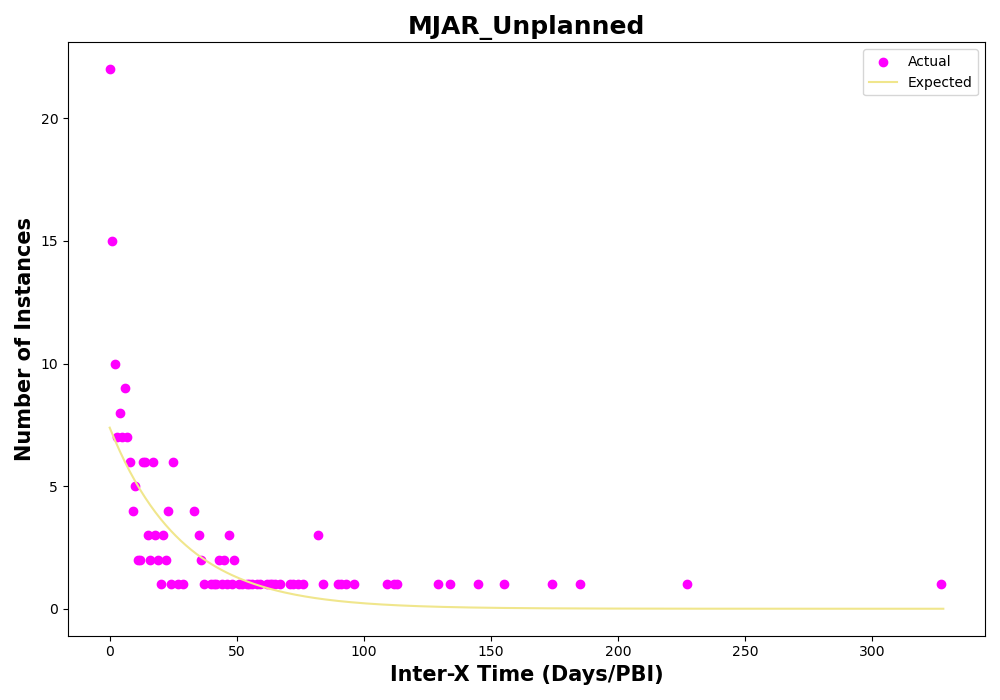 MJAR_Unplanned
Actual
Expected
Number of Instances
20
15
10
5
0
0 50 100 150 200 250 300
Inter-X Time (Days/PBI)